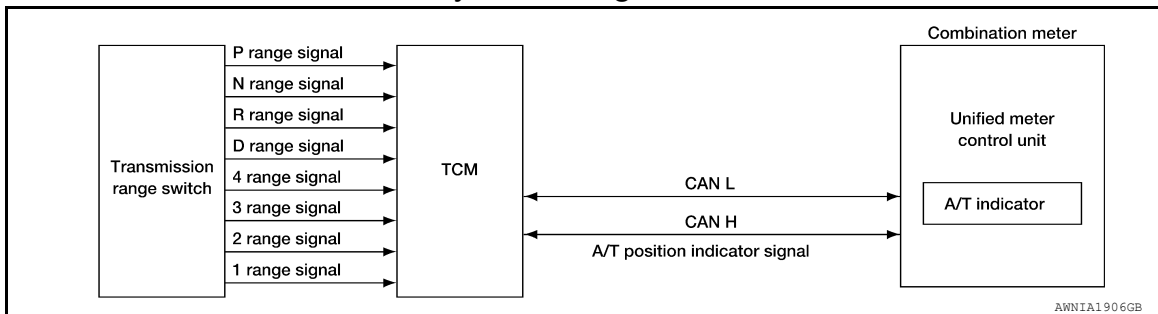 Combination meter
P range signal
N range signal
R range signal
D range signal
4 range signal
3 range signal
2 range signal
1 range signal
Transmission
range switch
TCM
CAN L
CAN H
A/T position indicator signal
Unified meter
control unit
A/T indicator
AWNIA1906GB